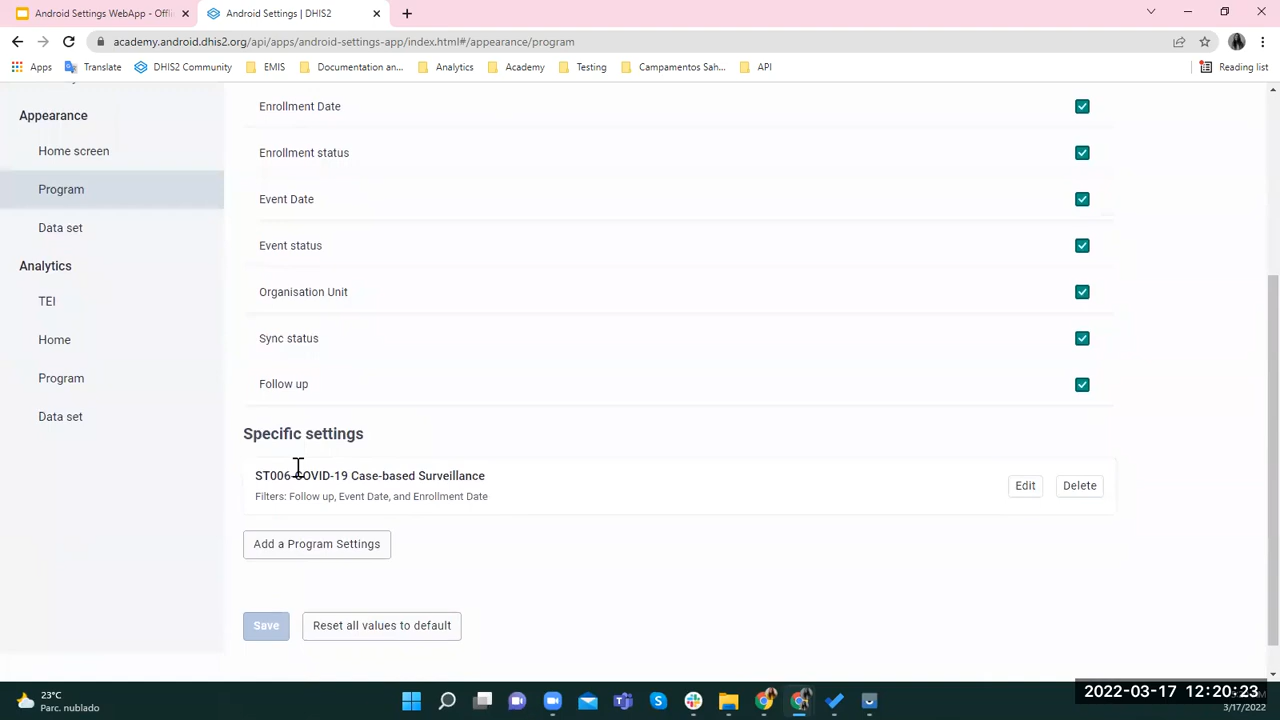 Android Settings WebApp - Offli
Android Settings | DHIS2
academy.android.dhis2.org/api/apps/android-settings-app/index.html#/appearance/program
Apps
Translate
DHIS2 Community
EMIS
Documentation an...
Analytics
Academy
Testing
Campamentos Sah...
API
Reading list
Appearance
Home screen
Program
Data set
Analytics
TEI
Home
Program
Data set
Enrollment Date
Enrollment status
Event Date
Event status
Organisation Unit
Sync status
Follow up
Specific settings
ST006-COVID-19 Case-based Surveillance
Filters: Follow up, Event Date, and Enrollment Date
Edit
Delete
Add a Program Settings
Save
Reset all values to default
23°C
Parc. nublado
2022-03-17 12:20:23
3/17/2022